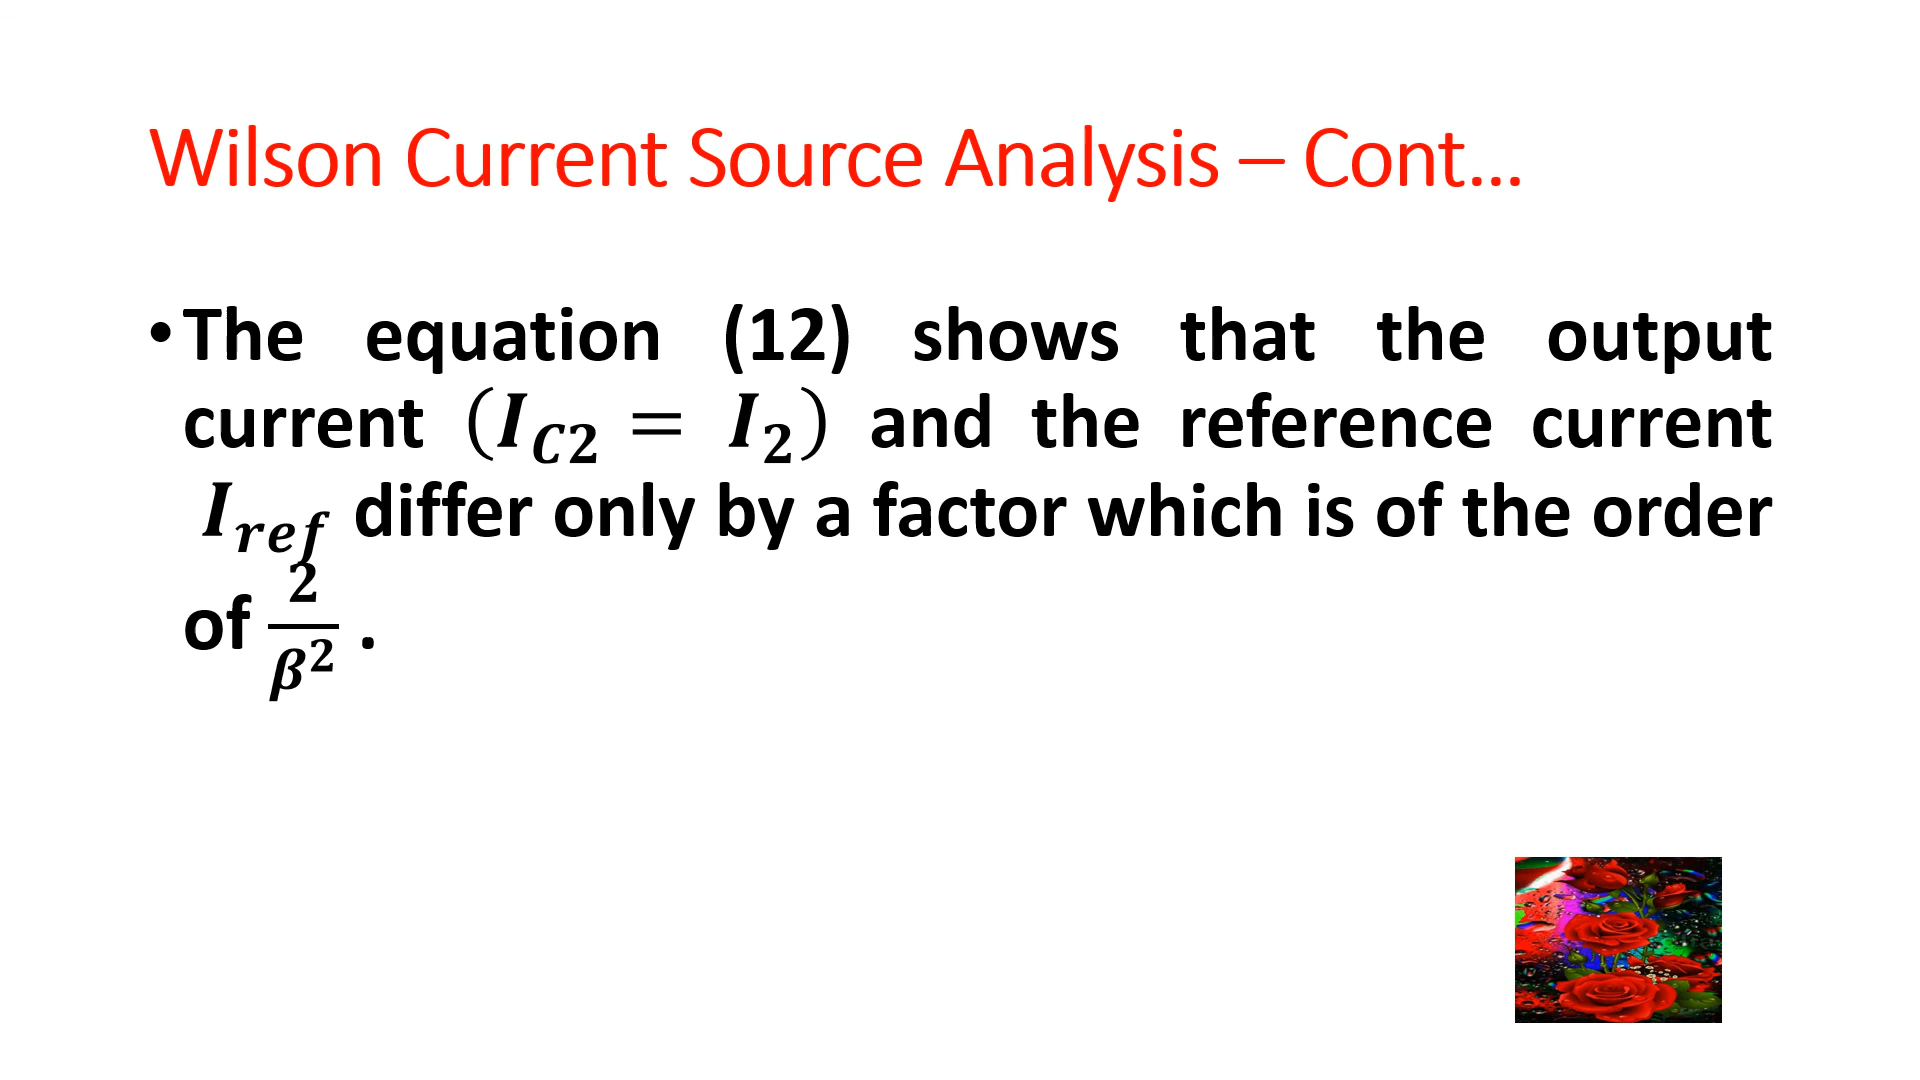 Wilson Current Source Analysis – Cont...
• The equation (12) shows that the output
current (I_{C2} = I_2) and the reference current
I_{ref} differ only by a factor which is of the order
of \frac{2}{β^2} .